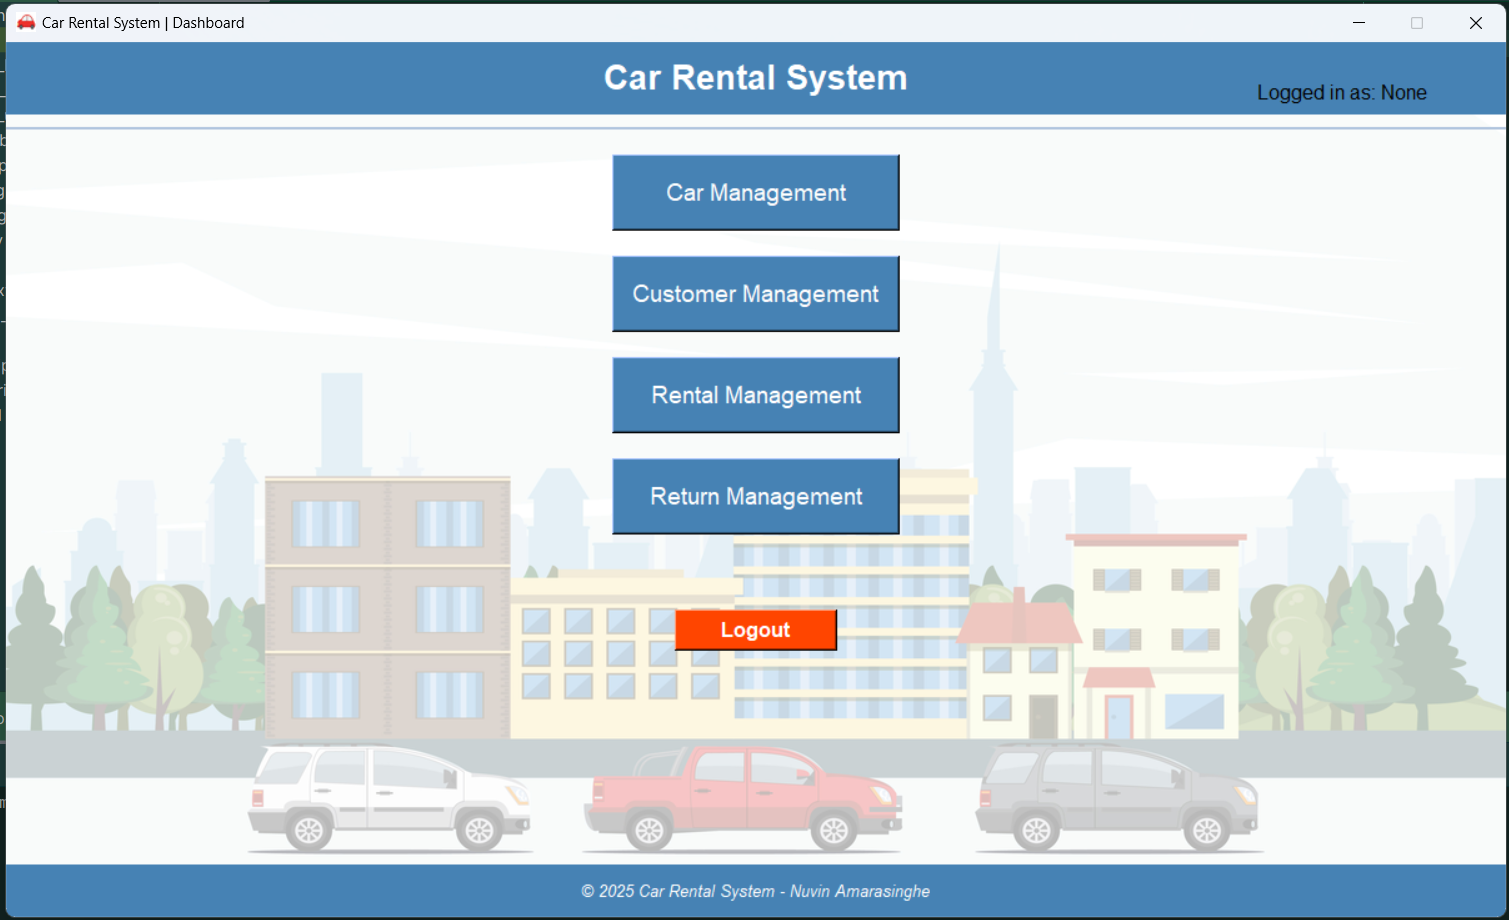 Car Rental System | Dashboard
Car Rental System
Logged in as: None
Car Management
Customer Management
Rental Management
Return Management
Logout
© 2025 Car Rental System - Nuvin Amarasinghe